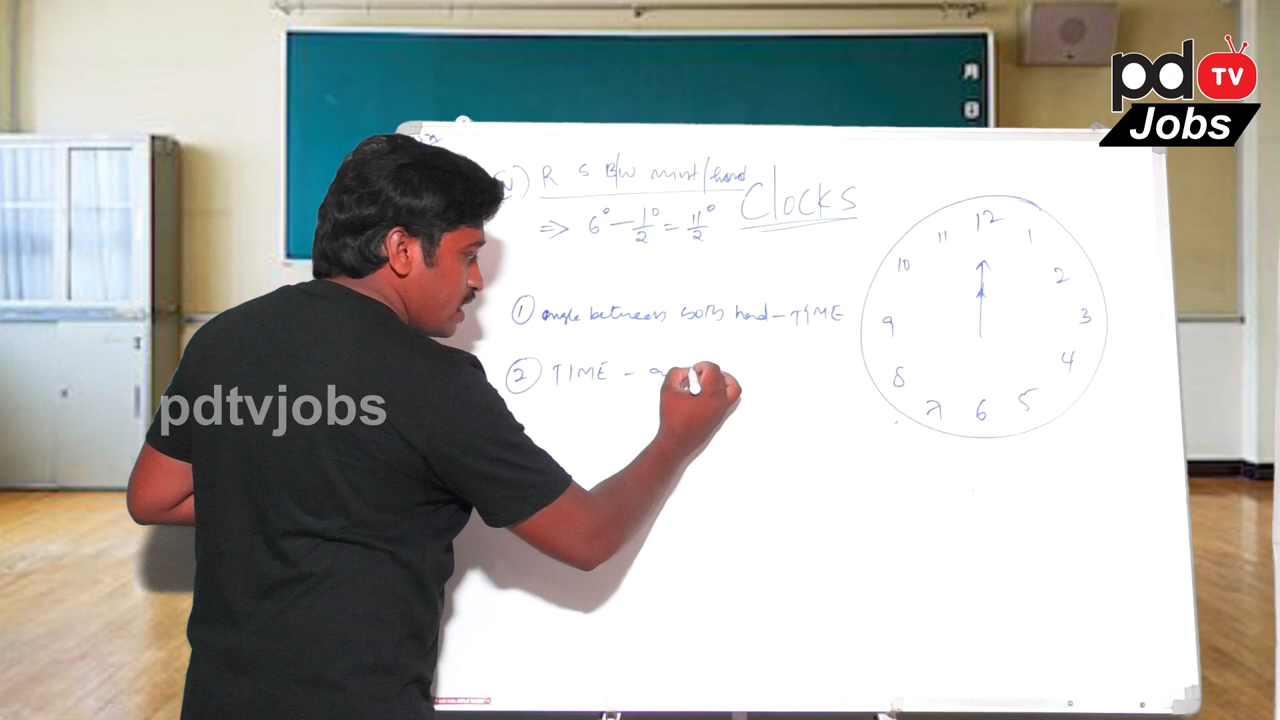 pd TV
Jobs
R S B/W mint/hand
Clocks
⇒ 6° - 1°/2 = 11°/2
① angle between both hand - TIME
② TIME -
12
11 1
10 2
9 3
8 4
7 6 5
pdtvjobs